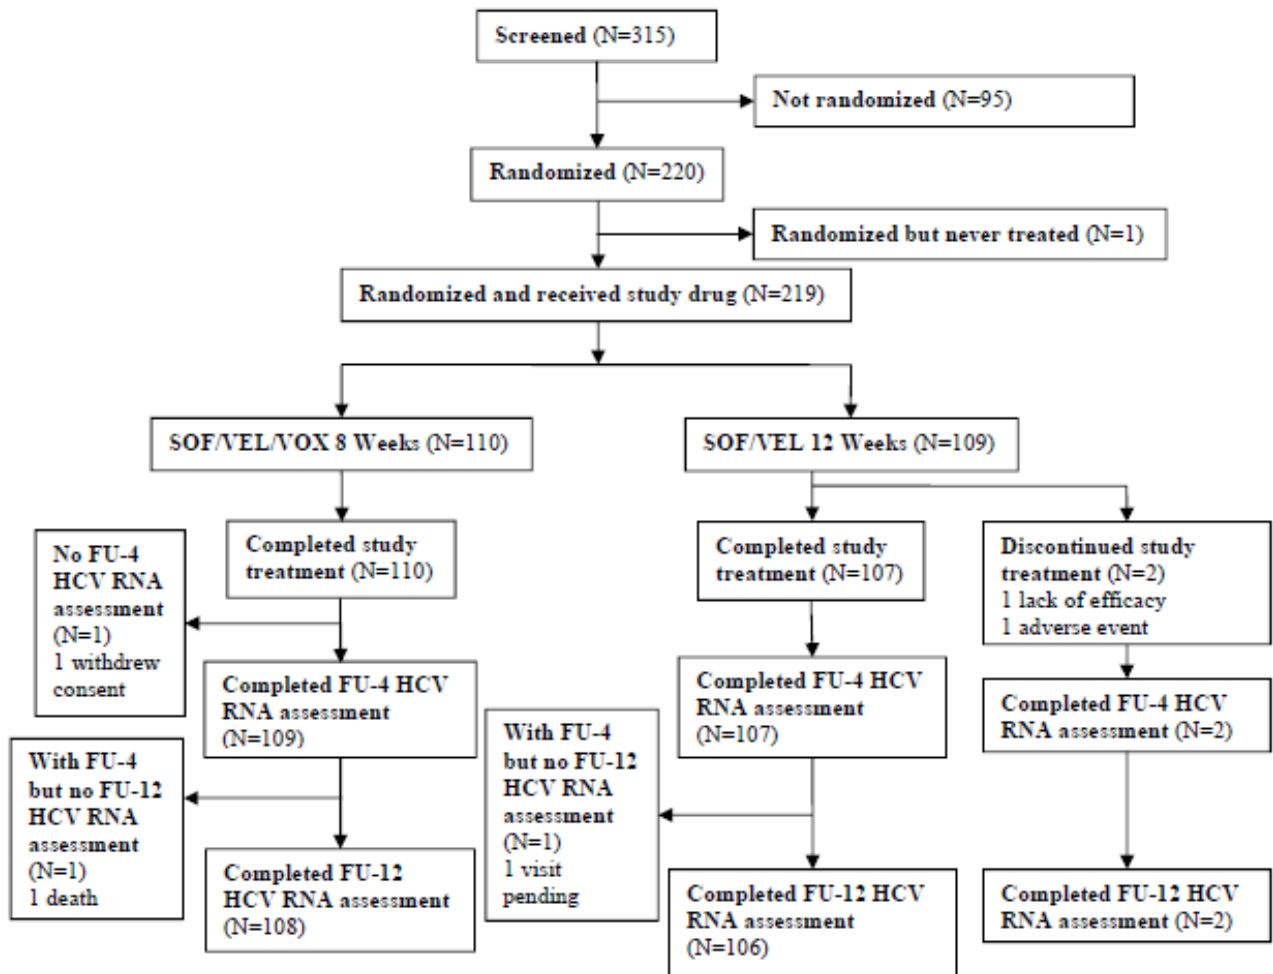 Screened (N=315)
Not randomized (N=95)
Randomized (N=220)
Randomized but never treated (N=1)
Randomized and received study drug (N=219)
SOF/VEL/VOX 8 Weeks (N=110)
SOF/VEL 12 Weeks (N=109)
No FU-4
HCV RNA
assessment
(N=1)
1 withdrew
consent
Completed study
treatment (N=110)
Completed study
treatment (N=107)
Discontinued study
treatment (N=2)
1 lack of efficacy
1 adverse event
Completed FU-4 HCV
RNA assessment
(N=109)
Completed FU-4 HCV
RNA assessment
(N=107)
Completed FU-4 HCV
RNA assessment (N=2)
With FU-4
but no FU-12
HCV RNA
assessment
(N=1)
1 death
With FU-4
but no FU-12
HCV RNA
assessment
(N=1)
1 visit
pending
Completed FU-12
HCV RNA assessment
(N=108)
Completed FU-12 HCV
RNA assessment
(N=106)
Completed FU-12 HCV
RNA assessment (N=2)